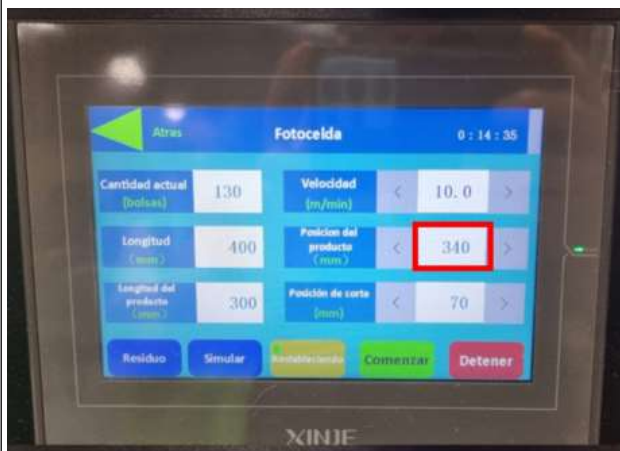 Atras
Fotocelda
0:14:35
Cantidad actual
(bolsas)
130
Velocidad
(m/min)
<
10.0
>
Longitud
(mm)
400
Posicion del
producto
(mm)
<
340
>
Longitud del
producto
(mm)
300
Posición de corte
(mm)
<
70
>
Residuo
Simular
Restableciendo
Comenzar
Detener
XINJE